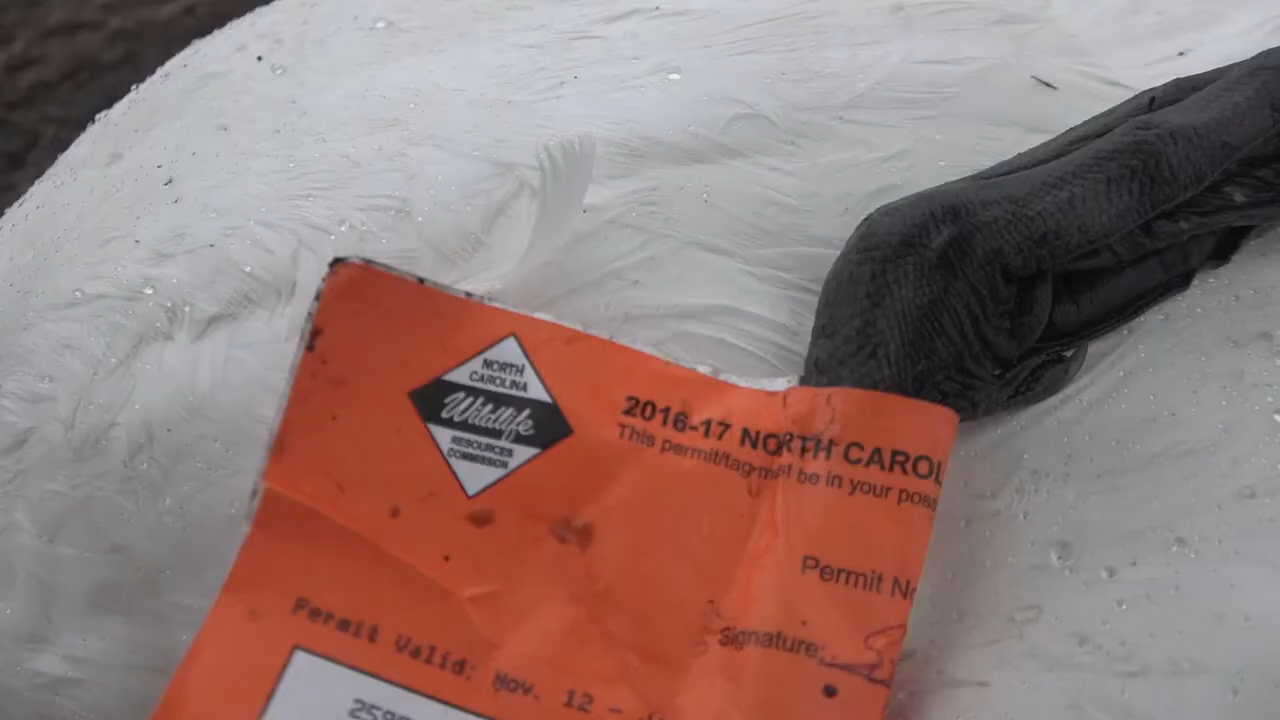 NORTH
CAROLINA
Wildlife
RESOURCES
COMMISSION
2016-17 NORTH CAROL
This permit/tag must be in your poss
Permit No
Signature:
Permit Valid: Nov. 12 -